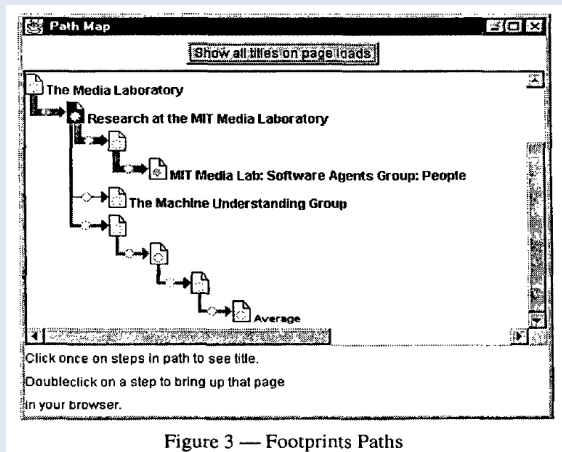 Path Map
Show all titles on page loads
The Media Laboratory
Research at the MIT Media Laboratory
MIT Media Lab: Software Agents Group: People
The Machine Understanding Group
Average
Click once on steps in path to see title.
Doubleclick on a step to bring up that page
in your browser.
Figure 3 — Footprints Paths